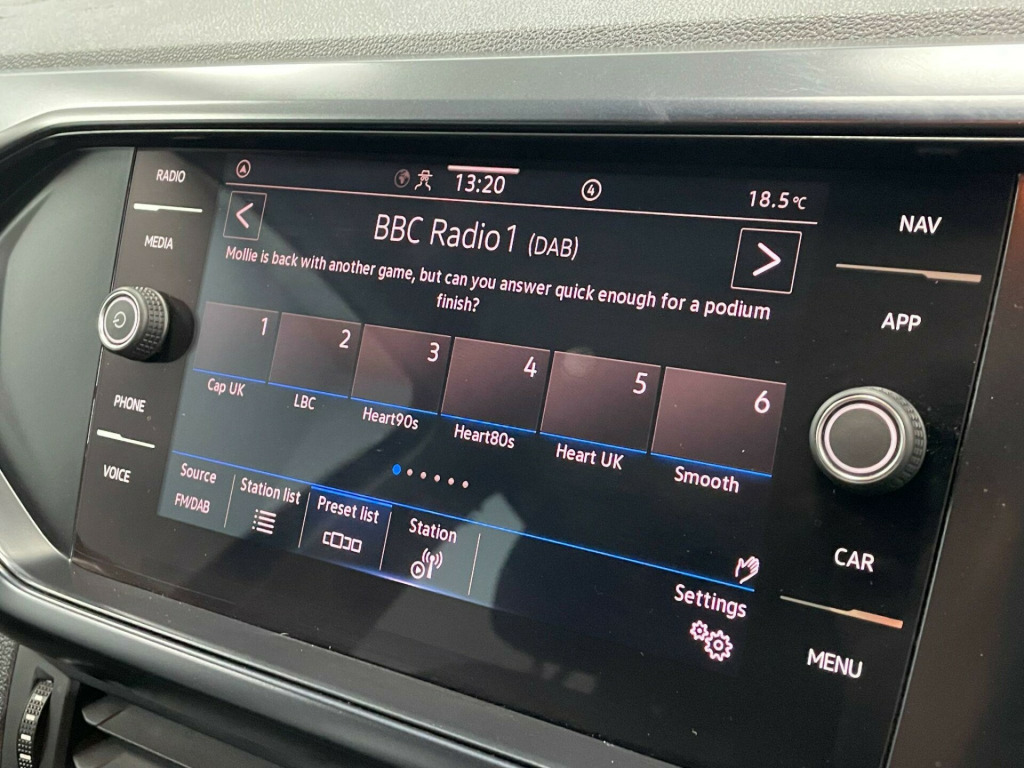 RADIO
MEDIA
PHONE
VOICE
13:20
4
18.5°C
BBC Radio1 (DAB)
Mollie is back with another game, but can you answer quick enough for a podium
finish?
1
2
3
4
5
6
Cap UK
LBC
Heart90s
Heart80s
Heart UK
Smooth
Source
FM/DAB
Station list
Preset list
Station
Settings
NAV
APP
CAR
MENU